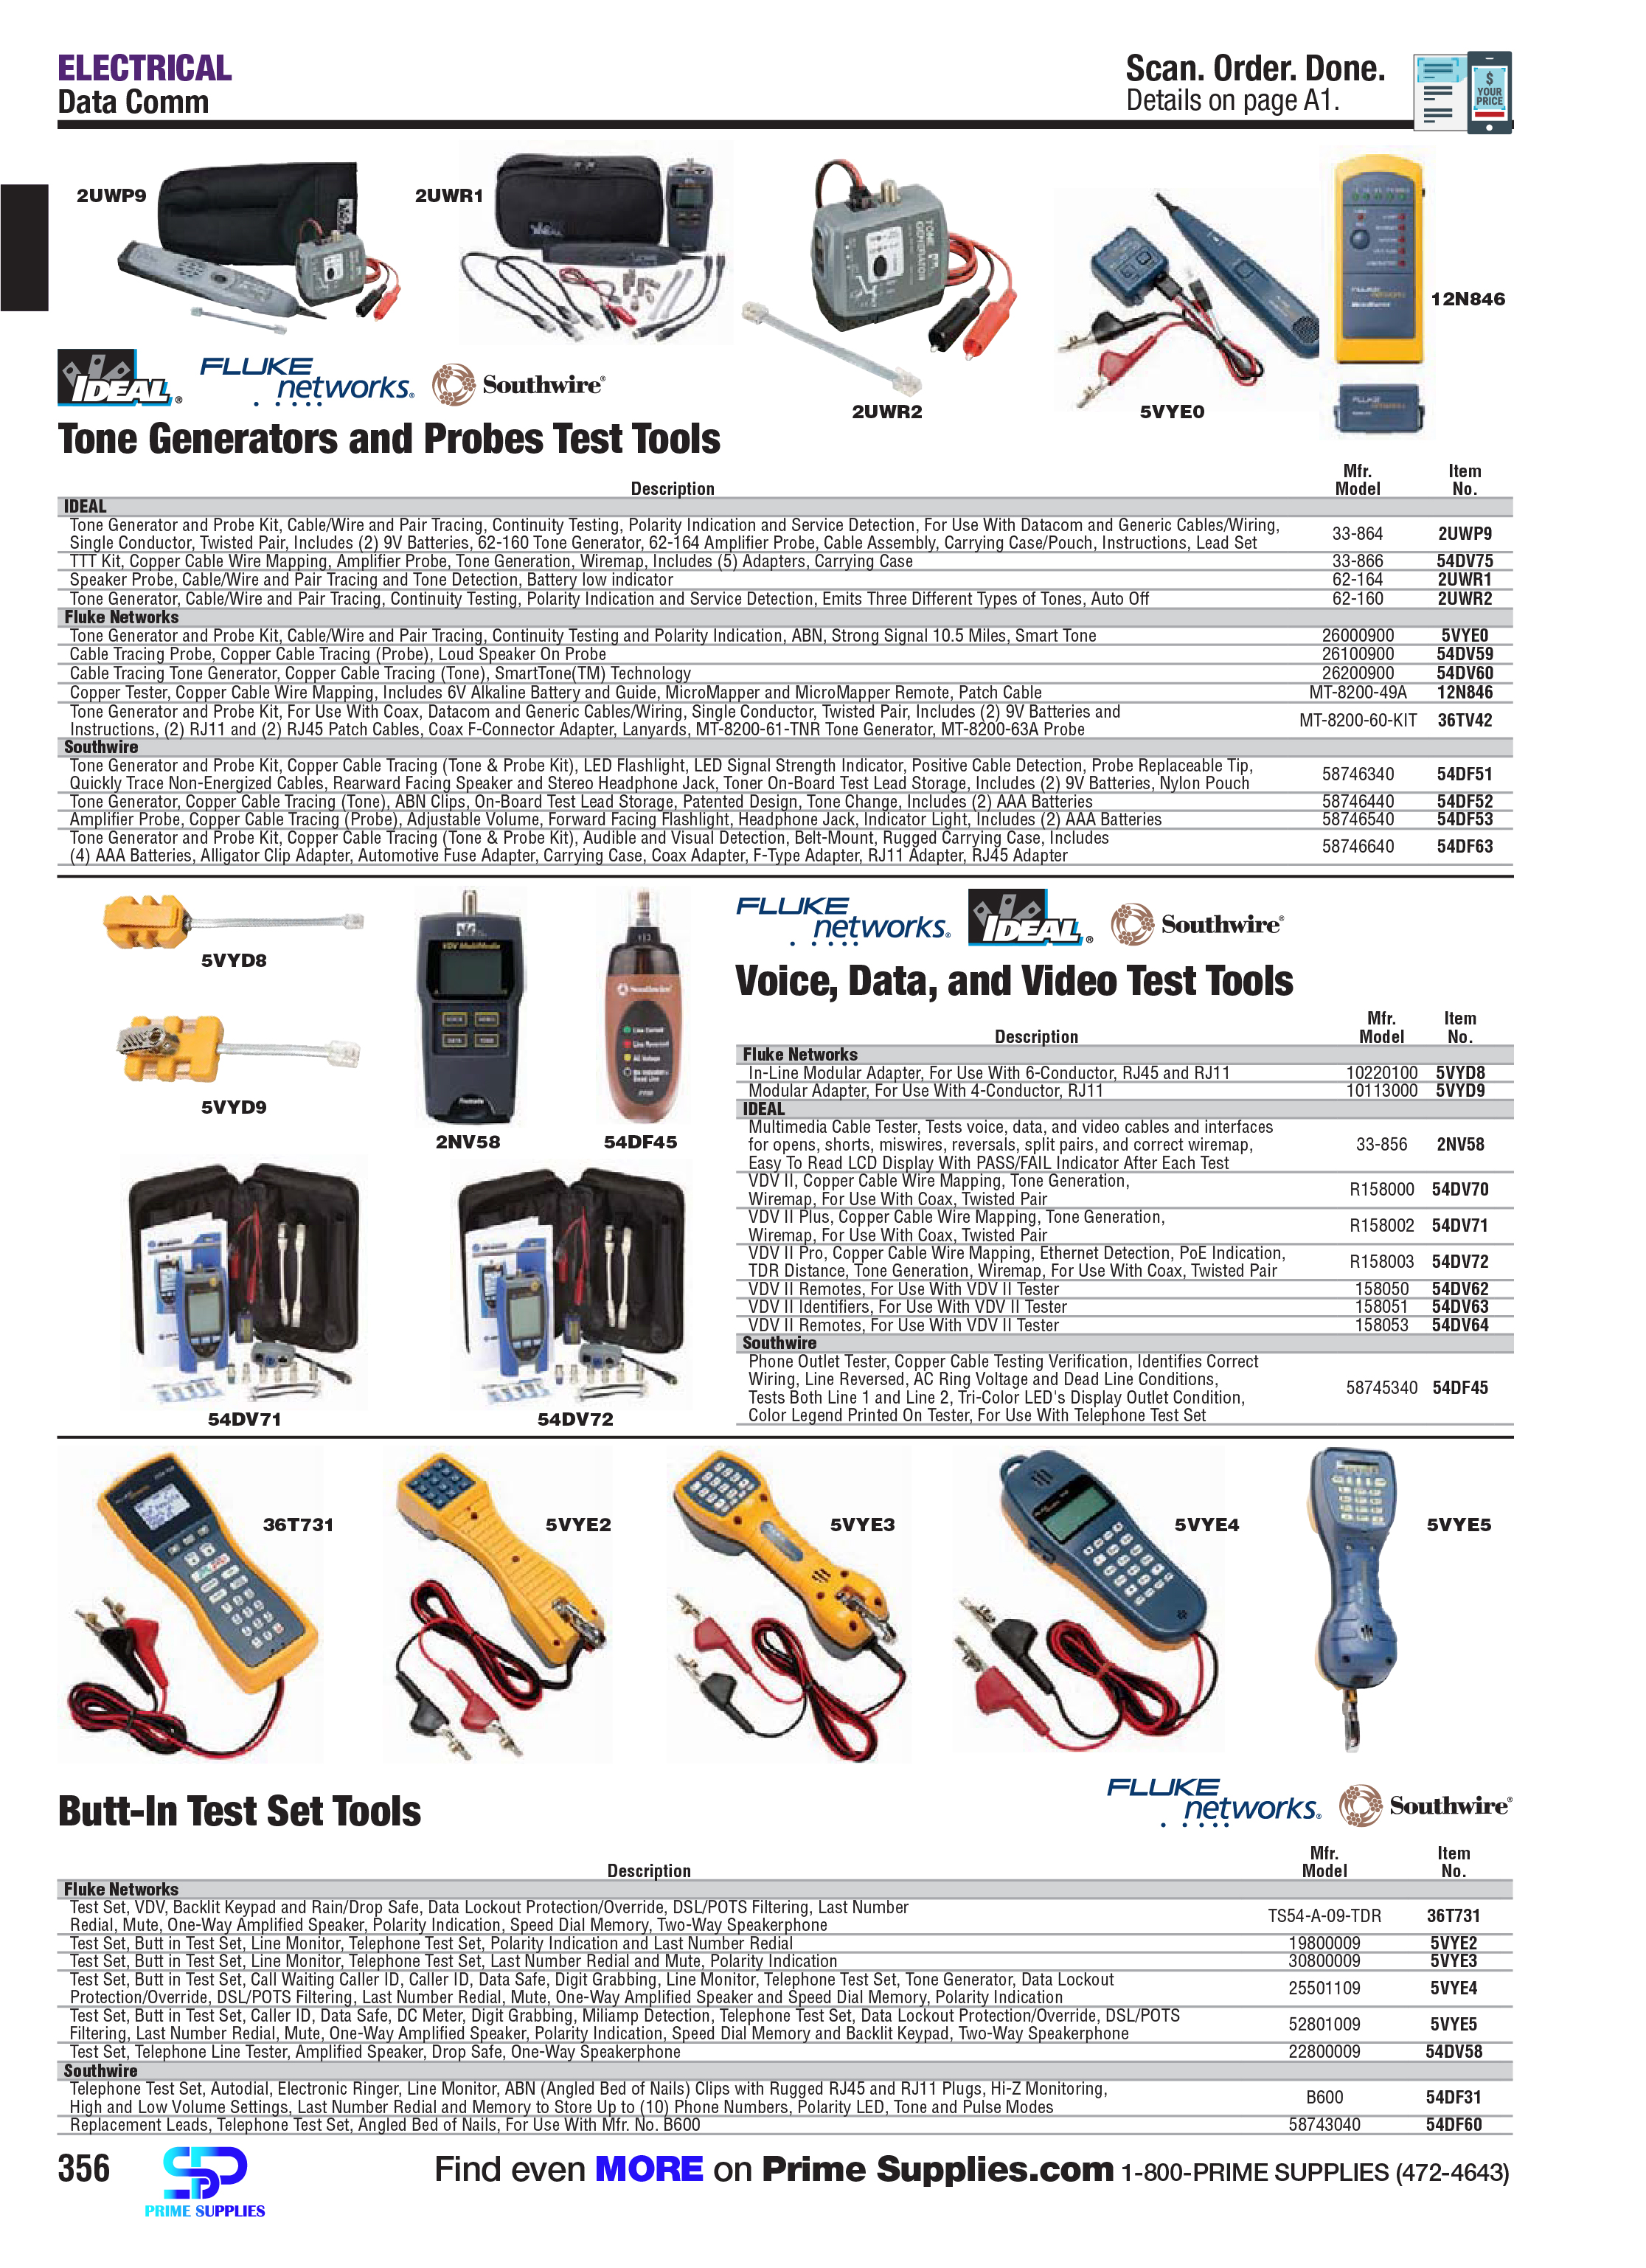 ELECTRICAL
Data Comm
Scan. Order. Done.
Details on page A1.
$
YOUR
PRICE
2UWP9
2UWR1
TONE
GENERATOR
2UWR2
5VYE0
FLUKE
networks
12N846
IDEAL®
FLUKE
networks®
Southwire®
Tone Generators and Probes Test Tools
Description
Mfr.
Model
Item
No.
IDEAL
Tone Generator and Probe Kit, Cable/Wire and Pair Tracing, Continuity Testing, Polarity Indication and Service Detection, For Use With Datacom and Generic Cables/Wiring,
Single Conductor, Twisted Pair, Includes (2) 9V Batteries, 62-160 Tone Generator, 62-164 Amplifier Probe, Cable Assembly, Carrying Case/Pouch, Instructions, Lead Set 33-864 2UWP9
TTT Kit, Copper Cable Wire Mapping, Amplifier Probe, Tone Generation, Wiremap, Includes (5) Adapters, Carrying Case 33-866 54DV75
Speaker Probe, Cable/Wire and Pair Tracing and Tone Detection, Battery low indicator 62-164 2UWR1
Tone Generator, Cable/Wire and Pair Tracing, Continuity Testing, Polarity Indication and Service Detection, Emits Three Different Types of Tones, Auto Off 62-160 2UWR2
Fluke Networks
Tone Generator and Probe Kit, Cable/Wire and Pair Tracing, Continuity Testing and Polarity Indication, ABN, Strong Signal 10.5 Miles, Smart Tone 26000900 5VYE0
Cable Tracing Probe, Copper Cable Tracing (Probe), Loud Speaker On Probe 26100900 54DV59
Cable Tracing Tone Generator, Copper Cable Tracing (Tone), SmartTone(TM) Technology 26200900 54DV60
Copper Tester, Copper Cable Wire Mapping, Includes 6V Alkaline Battery and Guide, MicroMapper and MicroMapper Remote, Patch Cable MT-8200-49A 12N846
Tone Generator and Probe Kit, For Use With Coax, Datacom and Generic Cables/Wiring, Single Conductor, Twisted Pair, Includes (2) 9V Batteries and
Instructions, (2) RJ11 and (2) RJ45 Patch Cables, Coax F-Connector Adapter, Lanyards, MT-8200-61-TNR Tone Generator, MT-8200-63A Probe MT-8200-60-KIT 36TV42
Southwire
Tone Generator and Probe Kit, Copper Cable Tracing (Tone & Probe Kit), LED Flashlight, LED Signal Strength Indicator, Positive Cable Detection, Probe Replaceable Tip,
Quickly Trace Non-Energized Cables, Rearward Facing Speaker and Stereo Headphone Jack, Toner On-Board Test Lead Storage, Includes (2) 9V Batteries, Nylon Pouch 58746340 54DF51
Tone Generator, Copper Cable Tracing (Tone), ABN Clips, On-Board Test Lead Storage, Patented Design, Tone Change, Includes (2) AAA Batteries 58746440 54DF52
Amplifier Probe, Copper Cable Tracing (Probe), Adjustable Volume, Forward Facing Flashlight, Headphone Jack, Indicator Light, Includes (2) AAA Batteries 58746540 54DF53
Tone Generator and Probe Kit, Copper Cable Tracing (Tone & Probe Kit), Audible and Visual Detection, Belt-Mount, Rugged Carrying Case, Includes
(4) AAA Batteries, Alligator Clip Adapter, Automotive Fuse Adapter, Carrying Case, Coax Adapter, F-Type Adapter, RJ11 Adapter, RJ45 Adapter 58746640 54DF63
5VYD8
5VYD9
VDV MultiMedia
2NV58
54DF45
54DV71
54DV72
FLUKE
networks®
IDEAL®
Southwire®
Voice, Data, and Video Test Tools
Description
Mfr.
Model
Item
No.
Fluke Networks
In-Line Modular Adapter, For Use With 6-Conductor, RJ45 and RJ11 10220100 5VYD8
Modular Adapter, For Use With 4-Conductor, RJ11 10113000 5VYD9
IDEAL
Multimedia Cable Tester, Tests voice, data, and video cables and interfaces
for opens, shorts, miswires, reversals, split pairs, and correct wiremap, 33-856 2NV58
Easy To Read LCD Display With PASS/FAIL Indicator After Each Test
VDV II, Copper Cable Wire Mapping, Tone Generation,
Wiremap, For Use With Coax, Twisted Pair R158000 54DV70
VDV II Plus, Copper Cable Wire Mapping, Tone Generation,
Wiremap, For Use With Coax, Twisted Pair R158002 54DV71
VDV II Pro, Copper Cable Wire Mapping, Ethernet Detection, PoE Indication,
TDR Distance, Tone Generation, Wiremap, For Use With Coax, Twisted Pair R158003 54DV72
VDV II Remotes, For Use With VDV II Tester 158050 54DV62
VDV II Identifiers, For Use With VDV II Tester 158051 54DV63
VDV II Remotes, For Use With VDV II Tester 158053 54DV64
Southwire
Phone Outlet Tester, Copper Cable Testing Verification, Identifies Correct
Wiring, Line Reversed, AC Ring Voltage and Dead Line Conditions,
Tests Both Line 1 and Line 2, Tri-Color LED's Display Outlet Condition, 58745340 54DF45
Color Legend Printed On Tester, For Use With Telephone Test Set
36T731
5VYE2
5VYE3
5VYE4
5VYE5
Butt-In Test Set Tools
FLUKE
networks®
Southwire®
Description
Mfr.
Model
Item
No.
Fluke Networks
Test Set, VDV, Backlit Keypad and Rain/Drop Safe, Data Lockout Protection/Override, DSL/POTS Filtering, Last Number
Redial, Mute, One-Way Amplified Speaker, Polarity Indication, Speed Dial Memory, Two-Way Speakerphone TS54-A-09-TDR 36T731
Test Set, Butt in Test Set, Line Monitor, Telephone Test Set, Polarity Indication and Last Number Redial 19800009 5VYE2
Test Set, Butt in Test Set, Line Monitor, Telephone Test Set, Last Number Redial and Mute, Polarity Indication 30800009 5VYE3
Test Set, Butt in Test Set, Call Waiting Caller ID, Caller ID, Data Safe, Digit Grabbing, Line Monitor, Telephone Test Set, Tone Generator, Data Lockout
Protection/Override, DSL/POTS Filtering, Last Number Redial, Mute, One-Way Amplified Speaker and Speed Dial Memory, Polarity Indication 25501109 5VYE4
Test Set, Butt in Test Set, Caller ID, Data Safe, DC Meter, Digit Grabbing, Miliamp Detection, Telephone Test Set, Data Lockout Protection/Override, DSL/POTS
Filtering, Last Number Redial, Mute, One-Way Amplified Speaker, Polarity Indication, Speed Dial Memory and Backlit Keypad, Two-Way Speakerphone 52801009 5VYE5
Test Set, Telephone Line Tester, Amplified Speaker, Drop Safe, One-Way Speakerphone 22800009 54DV58
Southwire
Telephone Test Set, Autodial, Electronic Ringer, Line Monitor, ABN (Angled Bed of Nails) Clips with Rugged RJ45 and RJ11 Plugs, Hi-Z Monitoring,
High and Low Volume Settings, Last Number Redial and Memory to Store Up to (10) Phone Numbers, Polarity LED, Tone and Pulse Modes B600 54DF31
Replacement Leads, Telephone Test Set, Angled Bed of Nails, For Use With Mfr. No. B600 58743040 54DF60
356
PRIME SUPPLIES
Find even MORE on Prime Supplies.com 1-800-PRIME SUPPLIES (472-4643)